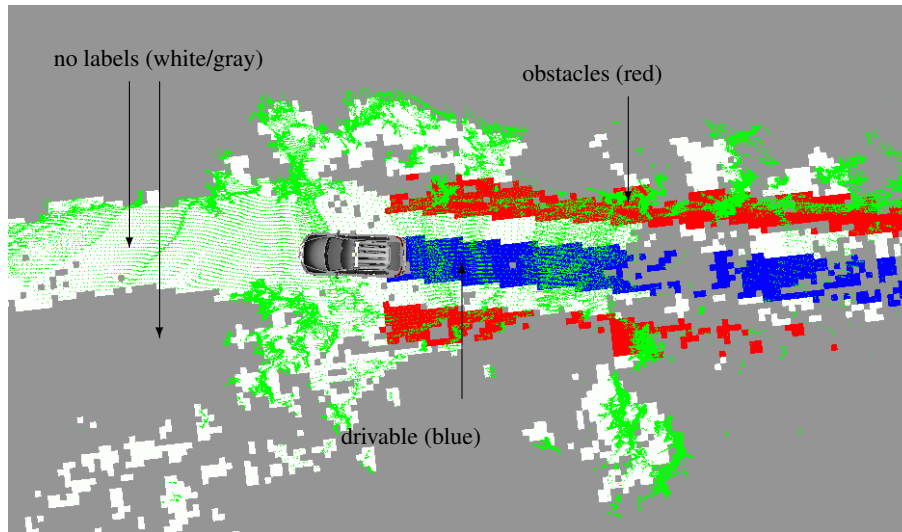 no labels (white/gray)
obstacles (red)
drivable (blue)